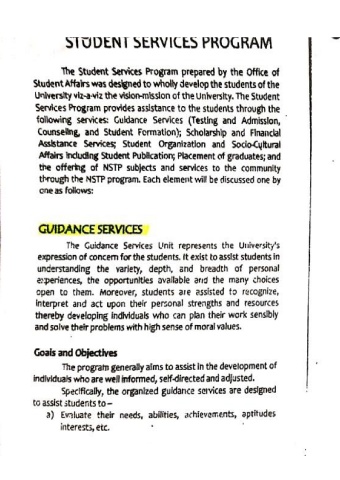 STUDENT SERVICES PROGRAM
The Student Services Program prepared by the Office of
Student Affairs was designed to wholly develop the students of the
University viz-a-viz the vision-mission of the University. The Student
Services Program provides assistance to the students through the
following services: Guidance Services (Testing and Admission,
Counseling, and Student Formation); Scholarship and Financial
Assistance Services; Student Organization and Socio-Cultural
Affairs including Student Publication; Placement of graduates; and
the offering of NSTP subjects and services to the community
through the NSTP program. Each element will be discussed one by
one as follows:
GUIDANCE SERVICES
The Guidance Services Unit represents the University's
expression of concern for the students. It exist to assist students in
understanding the variety, depth, and breadth of personal
experiences, the opportunities available and the many choices
open to them. Moreover, students are assisted to recognize,
interpret and act upon their personal strengths and resources
thereby developing individuals who can plan their work sensibly
and solve their problems with high sense of moral values.
Goals and Objectives
The program generally aims to assist in the development of
individuals who are well informed, self-directed and adjusted.
Specifically, the organized guidance services are designed
to assist students to –
a) Evaluate their needs, abilities, achievements, aptitudes
interests, etc.